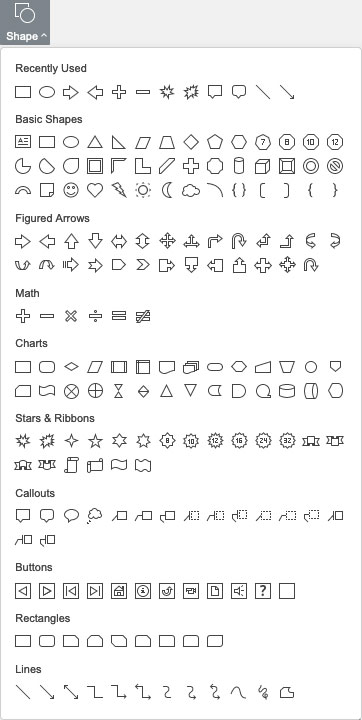 Shape
Recently Used
Basic Shapes
7 8 10 12
Figured Arrows
Math
Charts
Stars & Ribbons
8 10 12 16 24 32
Callouts
Buttons
?
Rectangles
Lines